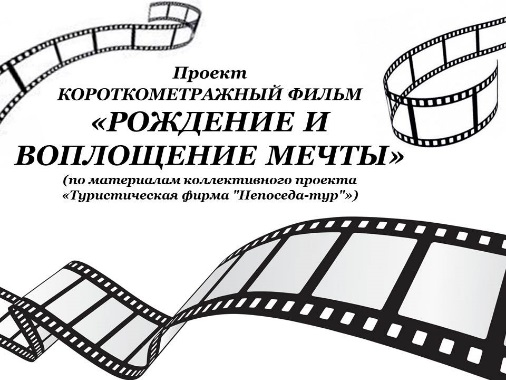 Проект
КОРОТКОМЕТРАЖНЫЙ ФИЛЬМ
«РОЖДЕНИЕ И
ВОПЛОЩЕНИЕ МЕЧТЫ»
(по материалам коллективного проекта
«Туристическая фирма "Непоседа-тур"»)